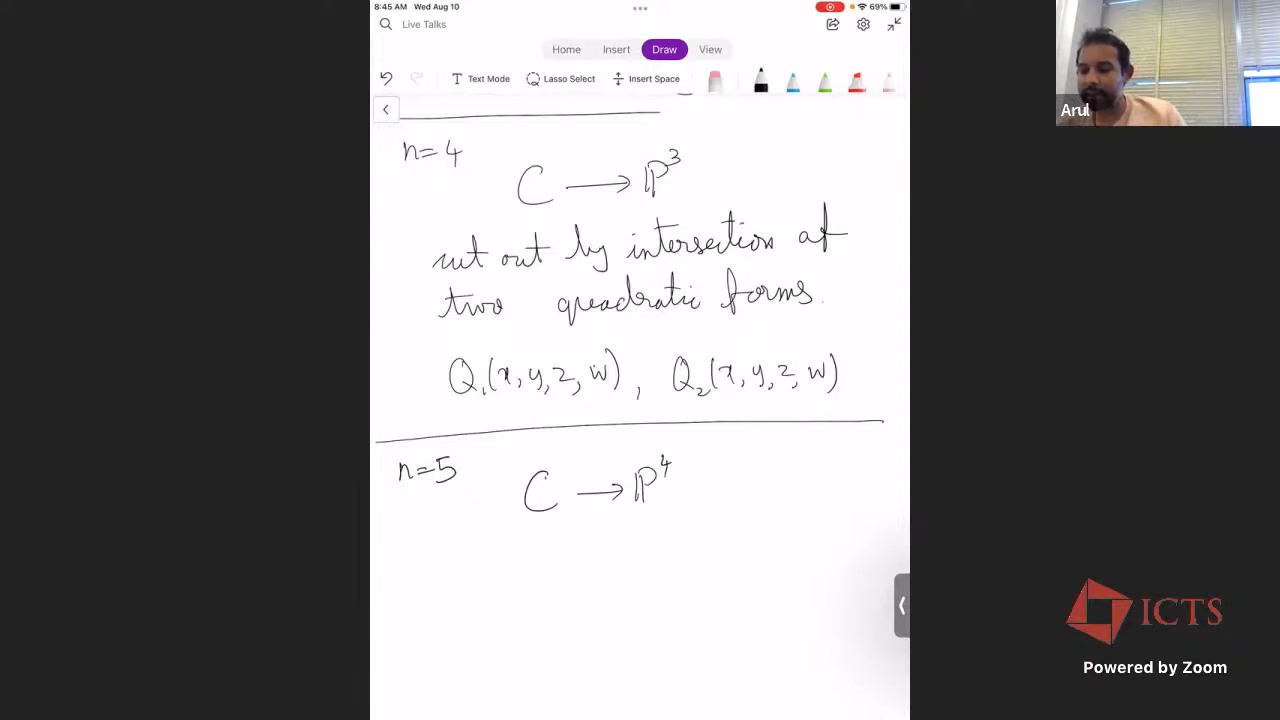 8:45 AM Wed Aug 10
69%
Live Talks
Home Insert Draw View
Text Mode Lasso Select Insert Space
Arul
n=4
C → ℙ³
cut out by intersection of
two quadratic forms.
Q₁(x, y, z, w), Q₂(x, y, z, w)
n=5
C → ℙ⁴
ICTS
Powered by Zoom